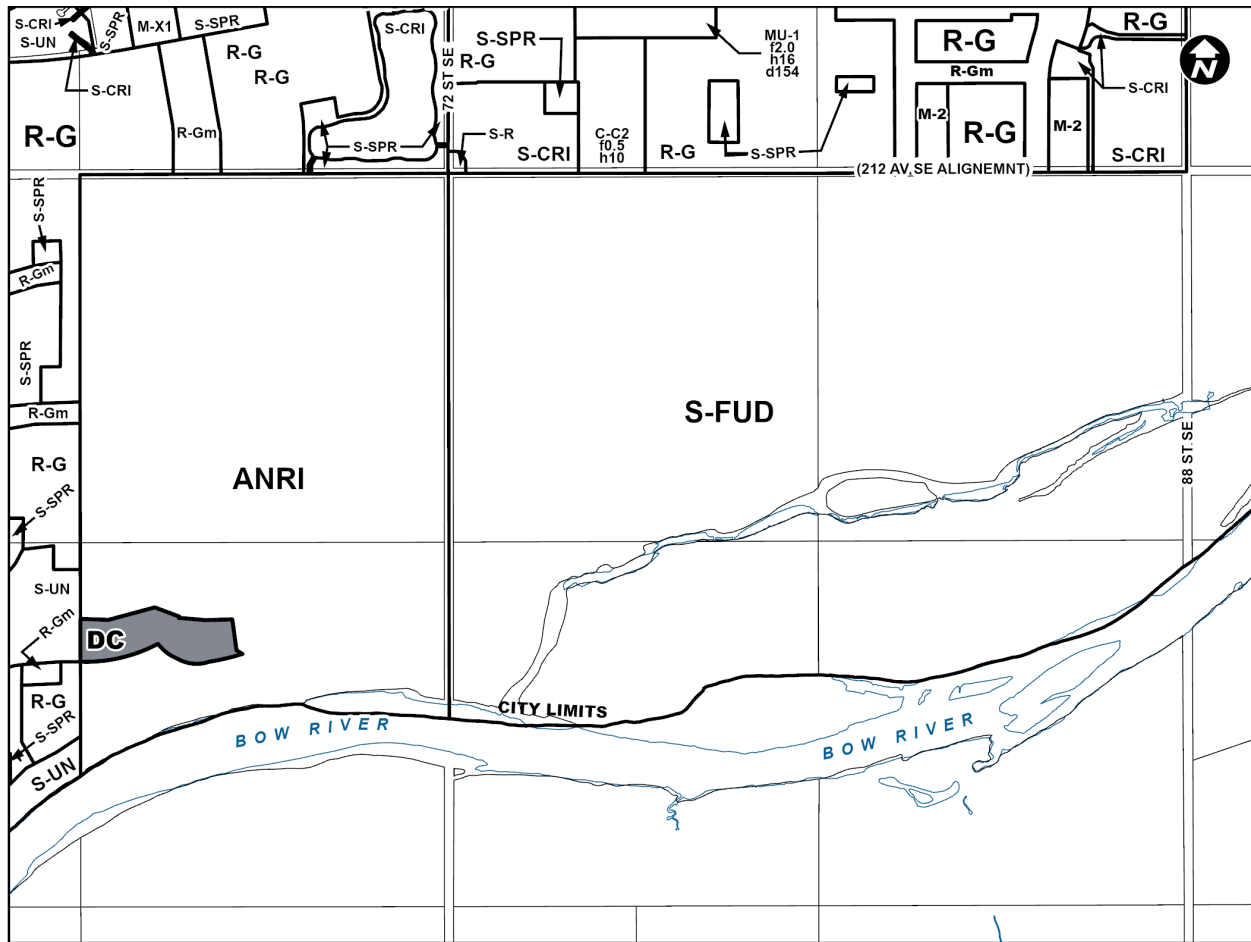 S-CRI
S-UN
S-SPR
M-X1
S-SPR
S-CRI
R-G
R-G
R-G
R-Gm
S-CRI
S-SPR
72 ST SE
R-G
S-SPR
S-R
S-CRI
C-C2
f0.5
h10
R-G
MU-1
f2.0
h16
d154
S-SPR
R-G
R-Gm
M-2
R-G
M-2
R-G
S-CRI
S-CRI
N
(212 AV SE ALIGNEMNT)
S-SPR
R-Gm
S-SPR
R-Gm
R-G
S-SPR
S-UN
R-Gm
DC
R-G
S-SPR
S-UN
ANRI
S-FUD
88 ST SE
CITY LIMITS
BOW RIVER
BOW RIVER